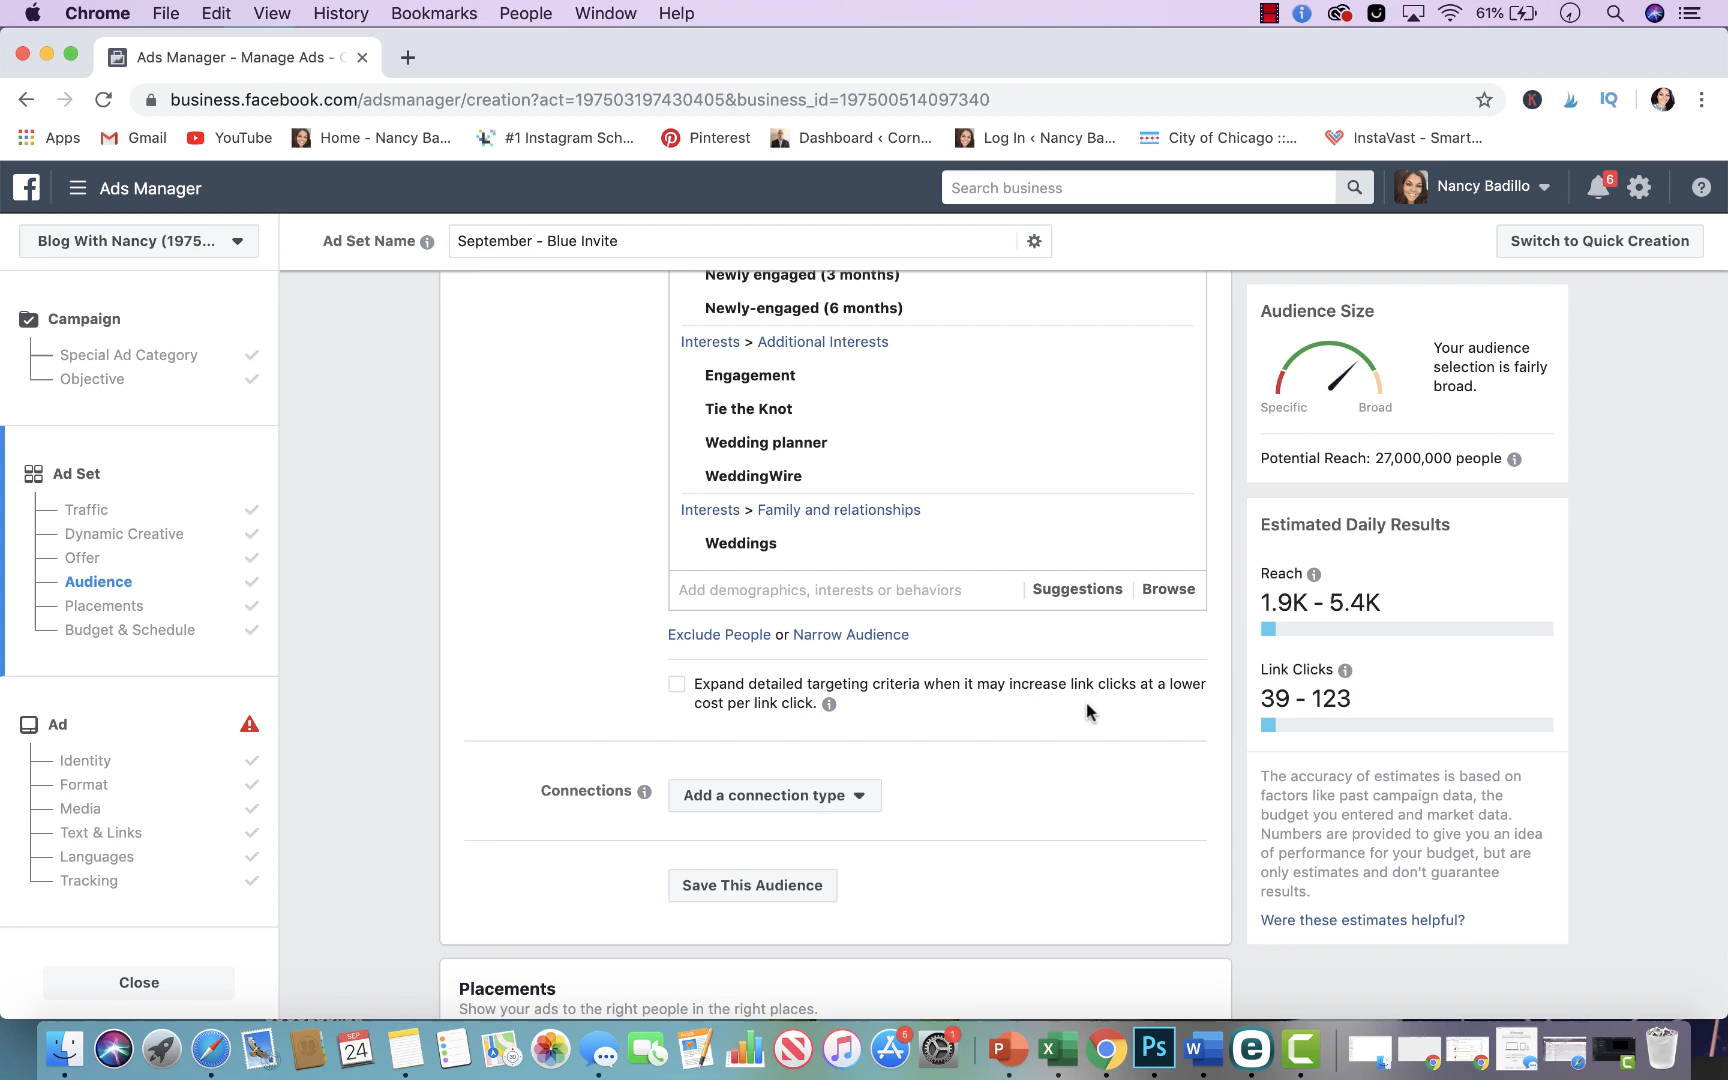 Chrome File Edit View History Bookmarks People Window Help 61%
Ads Manager - Manage Ads -
business.facebook.com/adsmanager/creation?act=197503197430405&business_id=197500514097340
K IQ
Apps Gmail YouTube Home - Nancy Ba... #1 Instagram Sch... Pinterest Dashboard ‹ Corn... Log In ‹ Nancy Ba... City of Chicago ::... InstaVast - Smart...
Ads Manager Search business Nancy Badillo 6
Blog With Nancy (1975... Ad Set Name September - Blue Invite Switch to Quick Creation
Campaign
Special Ad Category
Objective
Ad Set
Traffic
Dynamic Creative
Offer
Audience
Placements
Budget & Schedule
Ad
Identity
Format
Media
Text & Links
Languages
Tracking
Close
Newly engaged (3 months)
Newly-engaged (6 months)
Interests > Additional Interests
Engagement
Tie the Knot
Wedding planner
WeddingWire
Interests > Family and relationships
Weddings
Add demographics, interests or behaviors Suggestions Browse
Exclude People or Narrow Audience
Expand detailed targeting criteria when it may increase link clicks at a lower
cost per link click.
Connections Add a connection type
Save This Audience
Placements
Show your ads to the right people in the right places.
Audience Size
Your audience
selection is fairly
broad.
Specific Broad
Potential Reach: 27,000,000 people
Estimated Daily Results
Reach
1.9K - 5.4K
Link Clicks
39 - 123
The accuracy of estimates is based on
factors like past campaign data, the
budget you entered and market data.
Numbers are provided to give you an idea
of performance for your budget, but are
only estimates and don't guarantee
results.
Were these estimates helpful?
SEP
24
3D
5
1
P
X
Ps
W